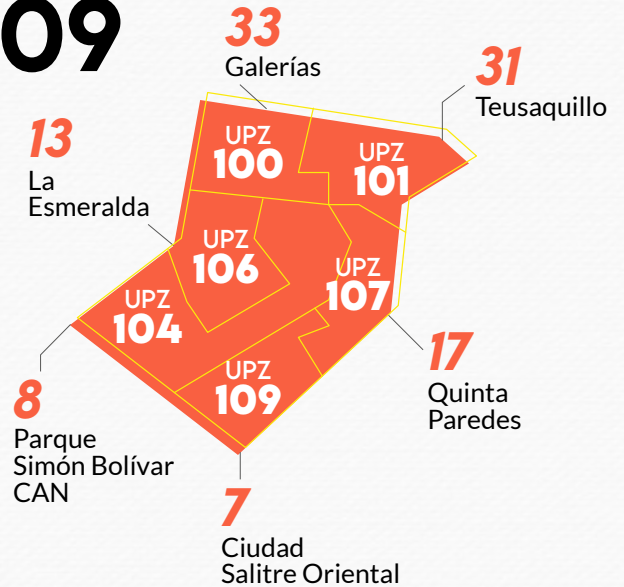 09
33
Galerías
31
Teusaquillo
13
La
Esmeralda
UPZ
100
UPZ
101
UPZ
106
UPZ
107
UPZ
104
UPZ
109
17
Quinta
Paredes
8
Parque
Simón Bolívar
CAN
7
Ciudad
Salitre Oriental